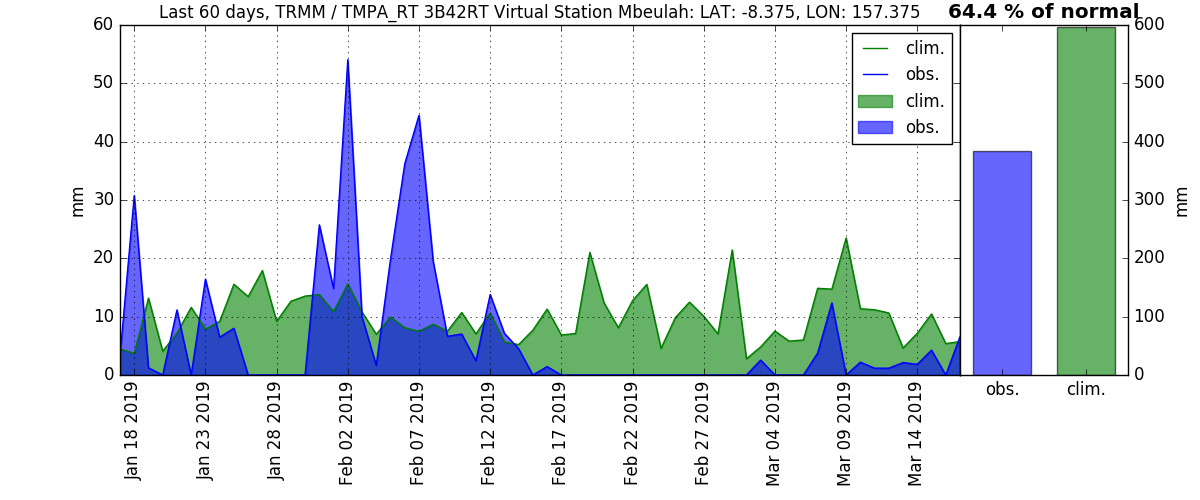 Last 60 days, TRMM / TMPA_RT 3B42RT Virtual Station Mbeulah: LAT: -8.375, LON: 157.375
64.4 % of normal
60
50
40
30
20
10
0
mm
clim.
obs.
clim.
obs.
600
500
400
300
200
100
0
mm
obs.
clim.
Jan 18 2019
Jan 23 2019
Jan 28 2019
Feb 02 2019
Feb 07 2019
Feb 12 2019
Feb 17 2019
Feb 22 2019
Feb 27 2019
Mar 04 2019
Mar 09 2019
Mar 14 2019